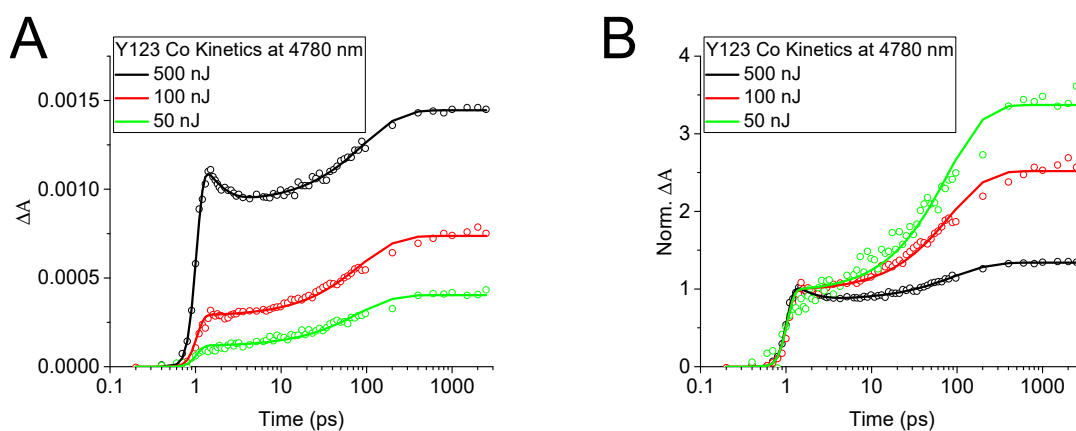 A
Y123 Co Kinetics at 4780 nm
500 nJ
100 nJ
50 nJ
0.0015
0.0010
0.0005
0.0000
ΔA
0.1
1
10
100
1000
Time (ps)
B
Y123 Co Kinetics at 4780 nm
500 nJ
100 nJ
50 nJ
4
3
2
1
0
Norm. ΔA
0.1
1
10
100
1000
Time (ps)